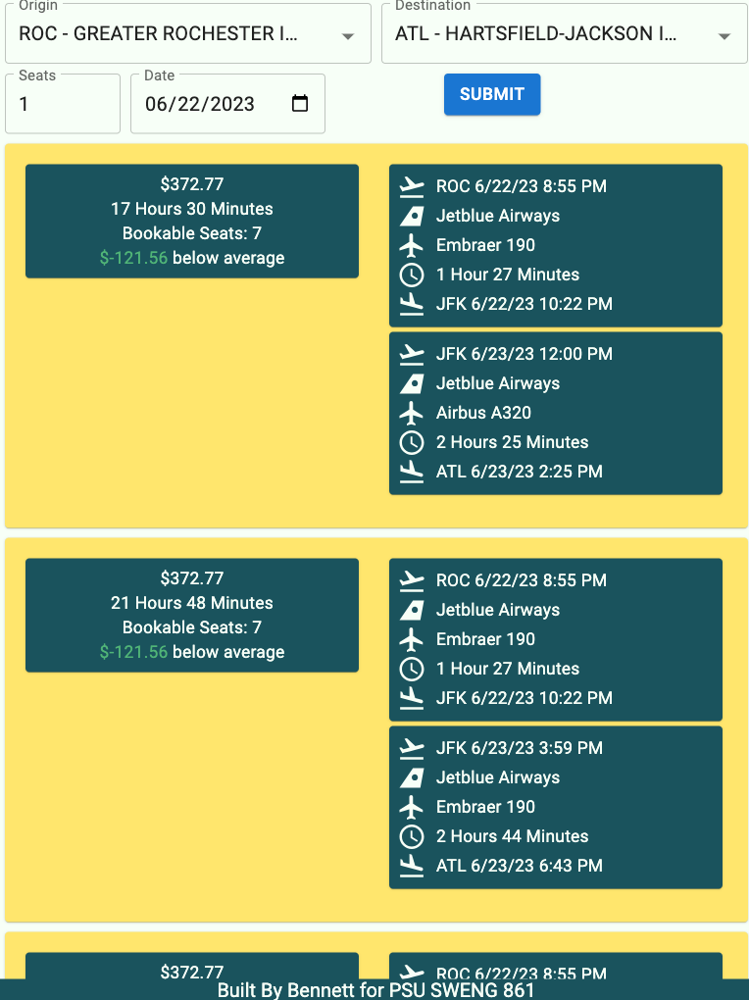 Origin
ROC - GREATER ROCHESTER I...
Destination
ATL - HARTSFIELD-JACKSON I...
Seats
1
Date
06/22/2023
SUBMIT
$372.77
17 Hours 30 Minutes
Bookable Seats: 7
$-121.56 below average
ROC 6/22/23 8:55 PM
Jetblue Airways
Embraer 190
1 Hour 27 Minutes
JFK 6/22/23 10:22 PM
JFK 6/23/23 12:00 PM
Jetblue Airways
Airbus A320
2 Hours 25 Minutes
ATL 6/23/23 2:25 PM
$372.77
21 Hours 48 Minutes
Bookable Seats: 7
$-121.56 below average
ROC 6/22/23 8:55 PM
Jetblue Airways
Embraer 190
1 Hour 27 Minutes
JFK 6/22/23 10:22 PM
JFK 6/23/23 3:59 PM
Jetblue Airways
Embraer 190
2 Hours 44 Minutes
ATL 6/23/23 6:43 PM
$372.77
ROC 6/22/23 8:55 PM
Built By Bennett for PSU SWENG 861